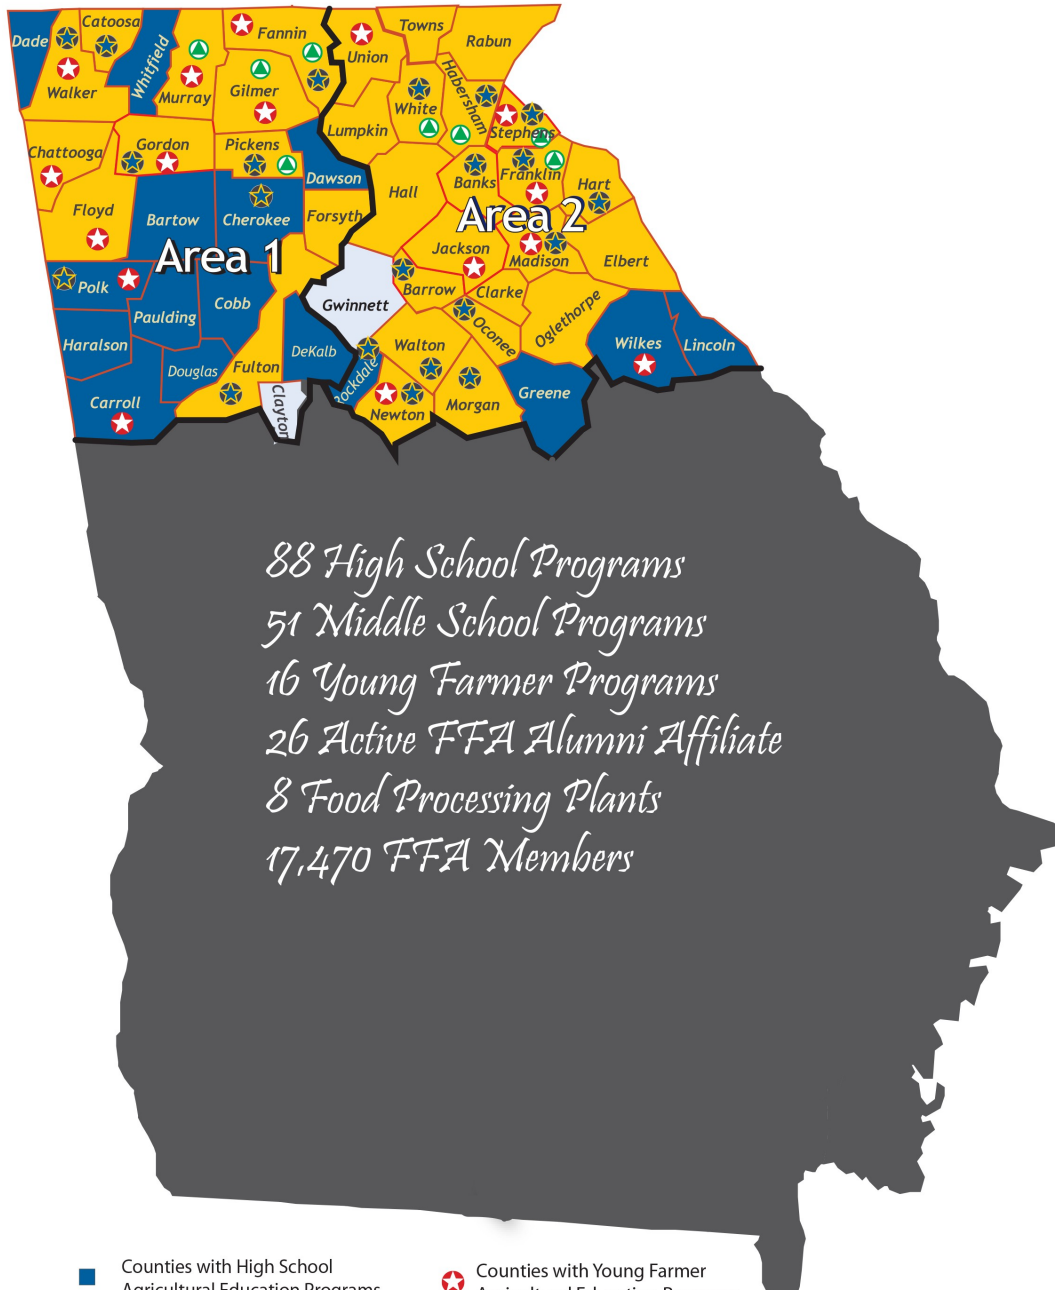 Dade
Catoosa
Whitfield
Walker
Murray
Fannin
Gilmer
Union
Towns
Rabun
Habersham
White
Lumpkin
Stephens
Chattooga
Gordon
Pickens
Dawson
Hall
Banks
Franklin
Hart
Floyd
Bartow
Cherokee
Forsyth
Area 1
Area 2
Jackson
Madison
Elbert
Polk
Paulding
Cobb
Gwinnett
Barrow
Clarke
Oconee
Oglethorpe
Haralson
Douglas
Fulton
DeKalb
Rockdale
Walton
Wilkes
Lincoln
Carroll
Clayton
Newton
Morgan
Greene
88 High School Programs
51 Middle School Programs
16 Young Farmer Programs
26 Active FFA Alumni Affiliate
8 Food Processing Plants
17,470 FFA Members
Counties with High School
Agricultural Education Programs
Counties with Young Farmer